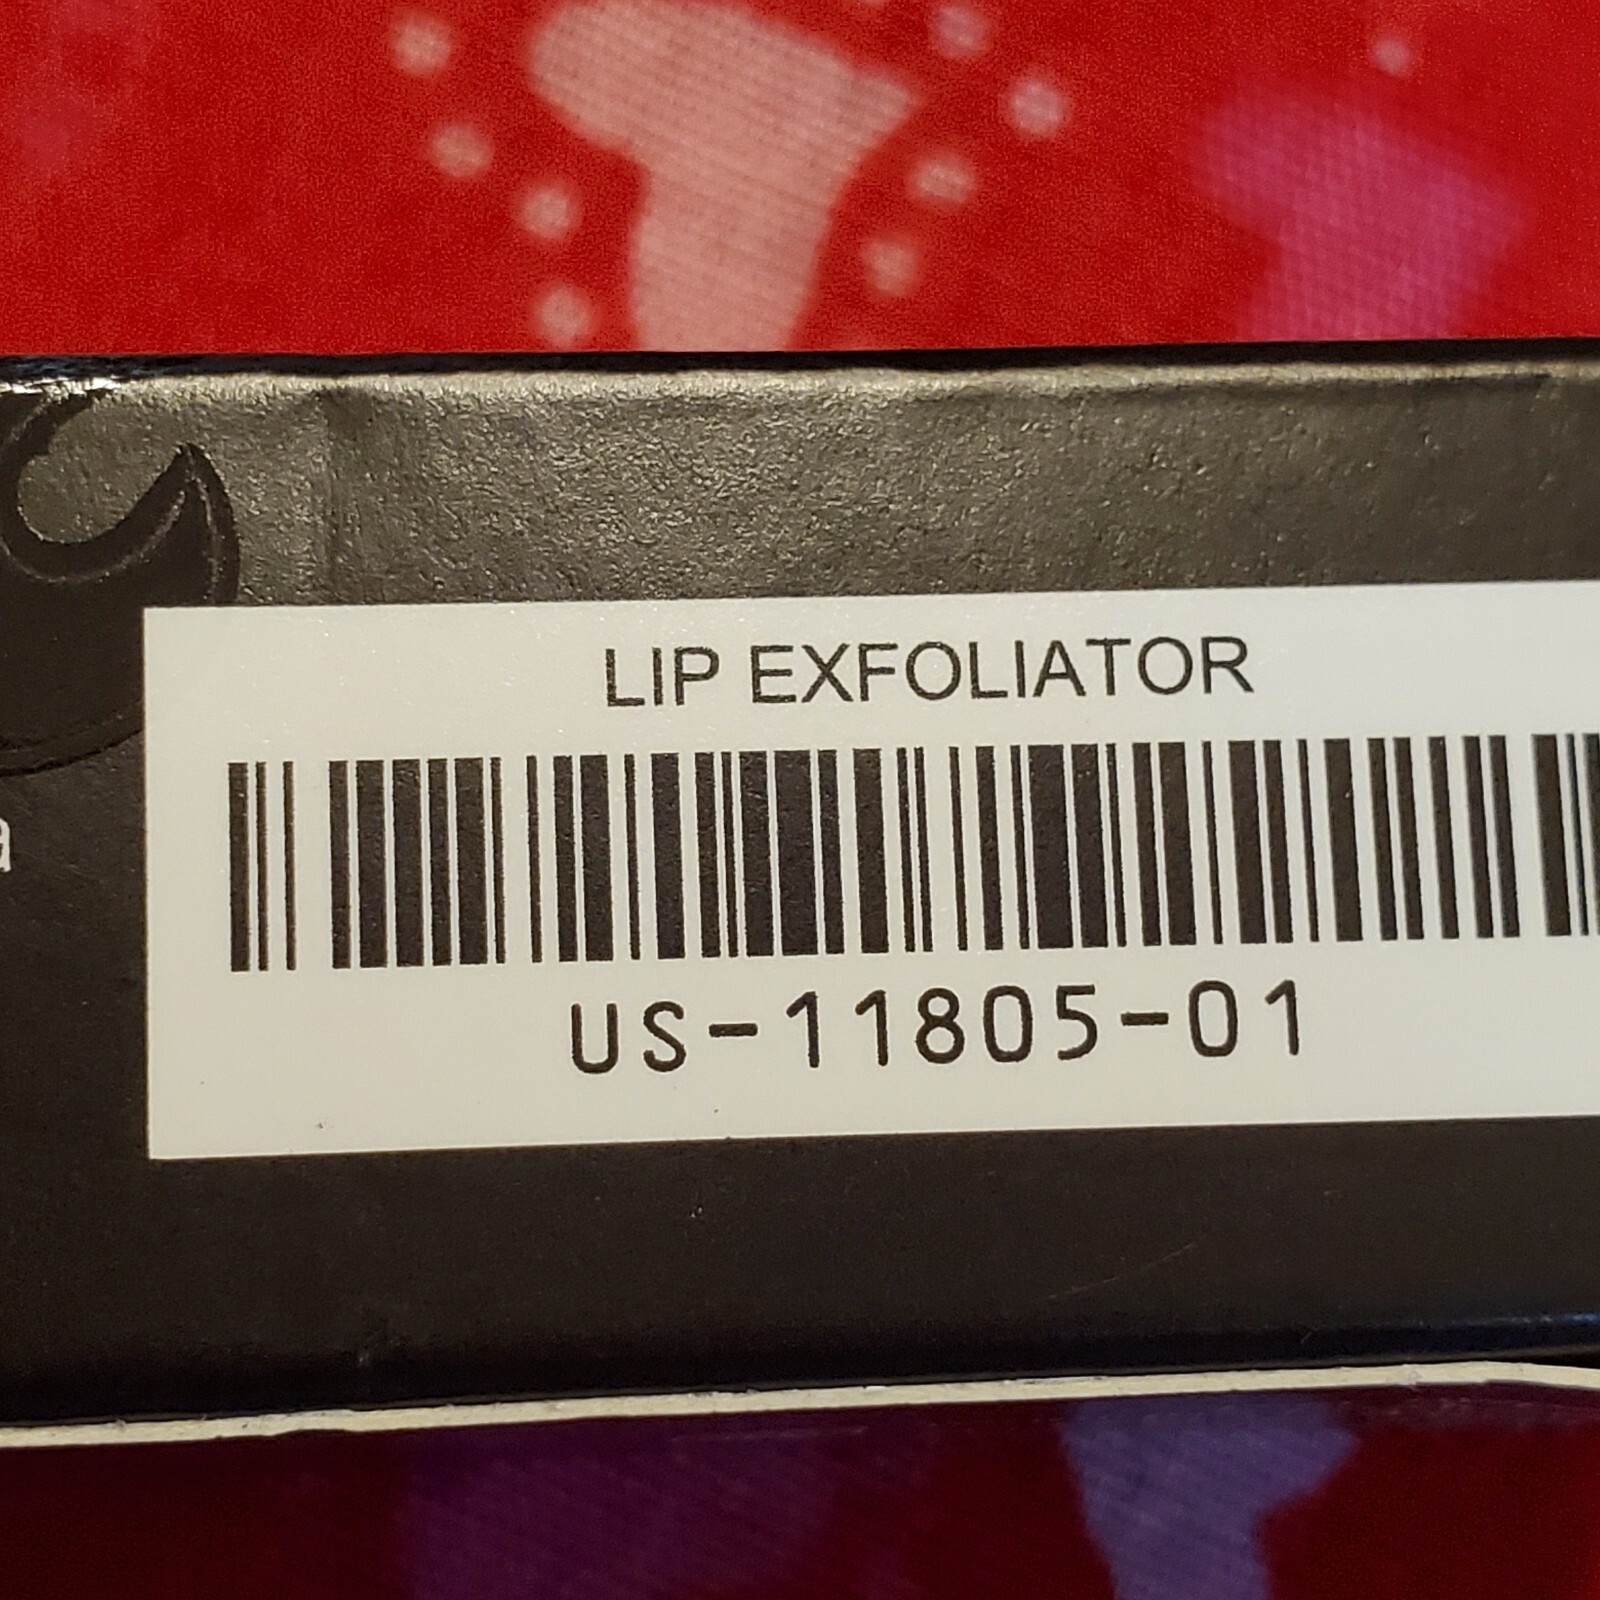 LIP EXFOLIATOR
a
US-11805-01